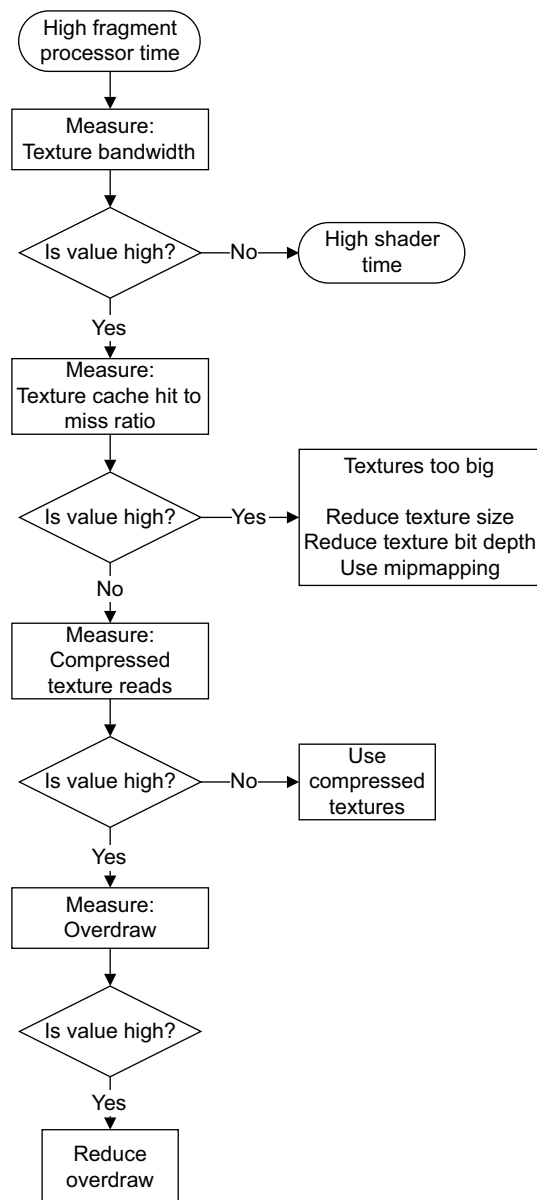 High fragment
processor time
Measure:
Texture bandwidth
Is value high?
No
High shader
time
Yes
Measure:
Texture cache hit to
miss ratio
Is value high?
Yes
Textures too big
Reduce texture size
Reduce texture bit depth
Use mipmapping
No
Measure:
Compressed
texture reads
Is value high?
No
Use
compressed
textures
Yes
Measure:
Overdraw
Is value high?
Yes
Reduce
overdraw